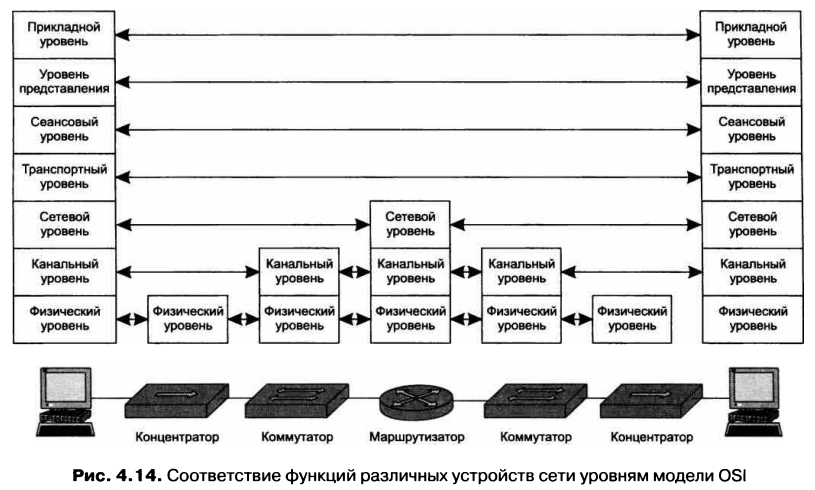 Прикладной
уровень
Прикладной
уровень
Уровень
представления
Уровень
представления
Сеансовый
уровень
Сеансовый
уровень
Транспортный
уровень
Транспортный
уровень
Сетевой
уровень
Сетевой
уровень
Сетевой
уровень
Канальный
уровень
Канальный
уровень
Канальный
уровень
Канальный
уровень
Канальный
уровень
Физический
уровень
Физический
уровень
Физический
уровень
Физический
уровень
Физический
уровень
Физический
уровень
Физический
уровень
Концентратор
Коммутатор
Маршрутизатор
Коммутатор
Концентратор
Рис. 4.14. Соответствие функций различных устройств сети уровням модели OSI